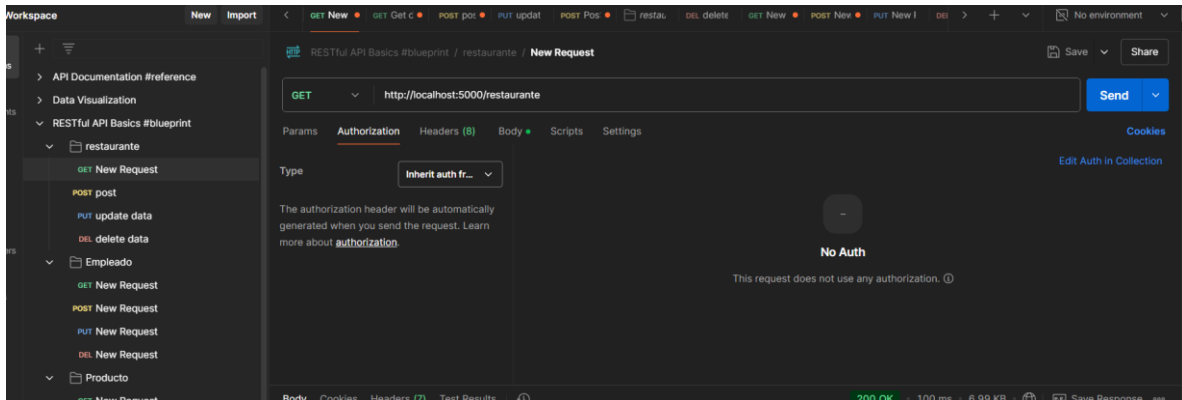 Workspace New Import
GET New GET Get c POST pos PUT updat POST Pos restau DEL delete GET New POST Nev PUT New I DEI No environment
RESTful API Basics #blueprint / restaurante / New Request Save Share
API Documentation #reference
Data Visualization
RESTful API Basics #blueprint
restaurante
GET New Request
POST post
PUT update data
DEL delete data
Empleado
GET New Request
POST New Request
PUT New Request
DEL New Request
Producto
GET New Request
HTTP
GET http://localhost:5000/restaurante Send
Params Authorization Headers (8) Body Scripts Settings Cookies
Type Inherit auth fr... Edit Auth in Collection
The authorization header will be automatically
generated when you send the request. Learn
more about authorization.
No Auth
This request does not use any authorization.
Body Cookies Headers (7) Test Results 200 OK 100 ms 6.99 KB Save Response